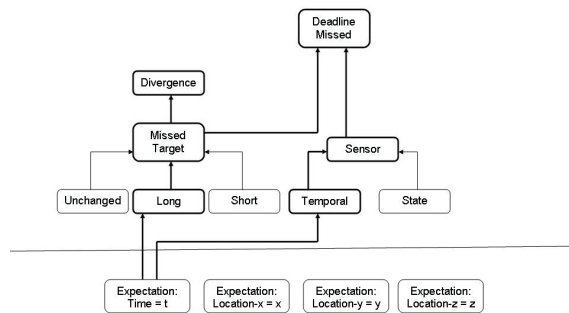 Deadline
Missed
Divergence
Missed
Target
Sensor
Unchanged
Long
Short
Temporal
State
Expectation:
Time = t
Expectation:
Location-x = x
Expectation:
Location-y = y
Expectation:
Location-z = z